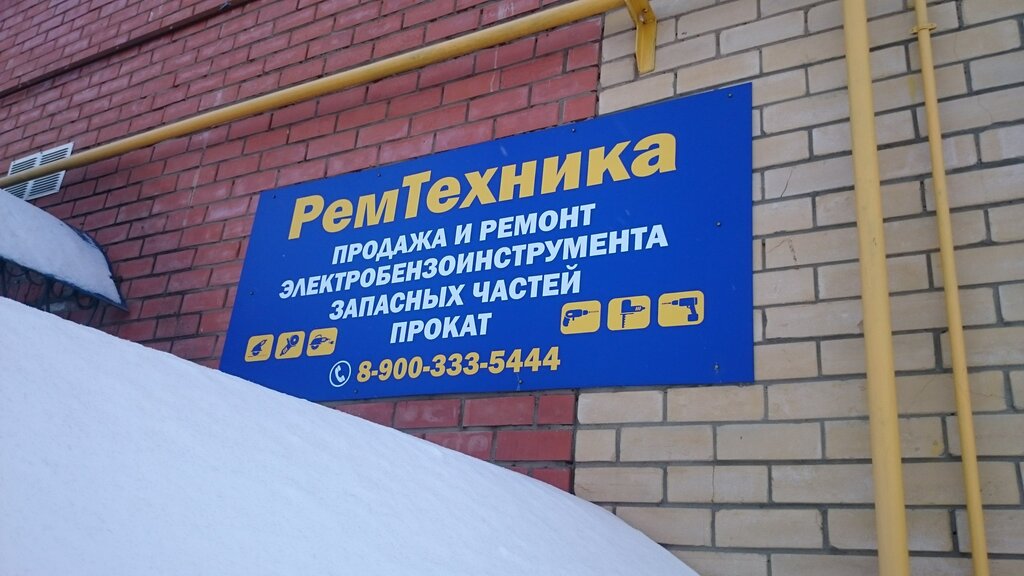 РемТехника
ПРОДАЖА И РЕМОНТ
ЭЛЕКТРОБЕНЗОИНСТРУМЕНТА
ЗАПАСНЫХ ЧАСТЕЙ
ПРОКАТ
8-900-333-5444